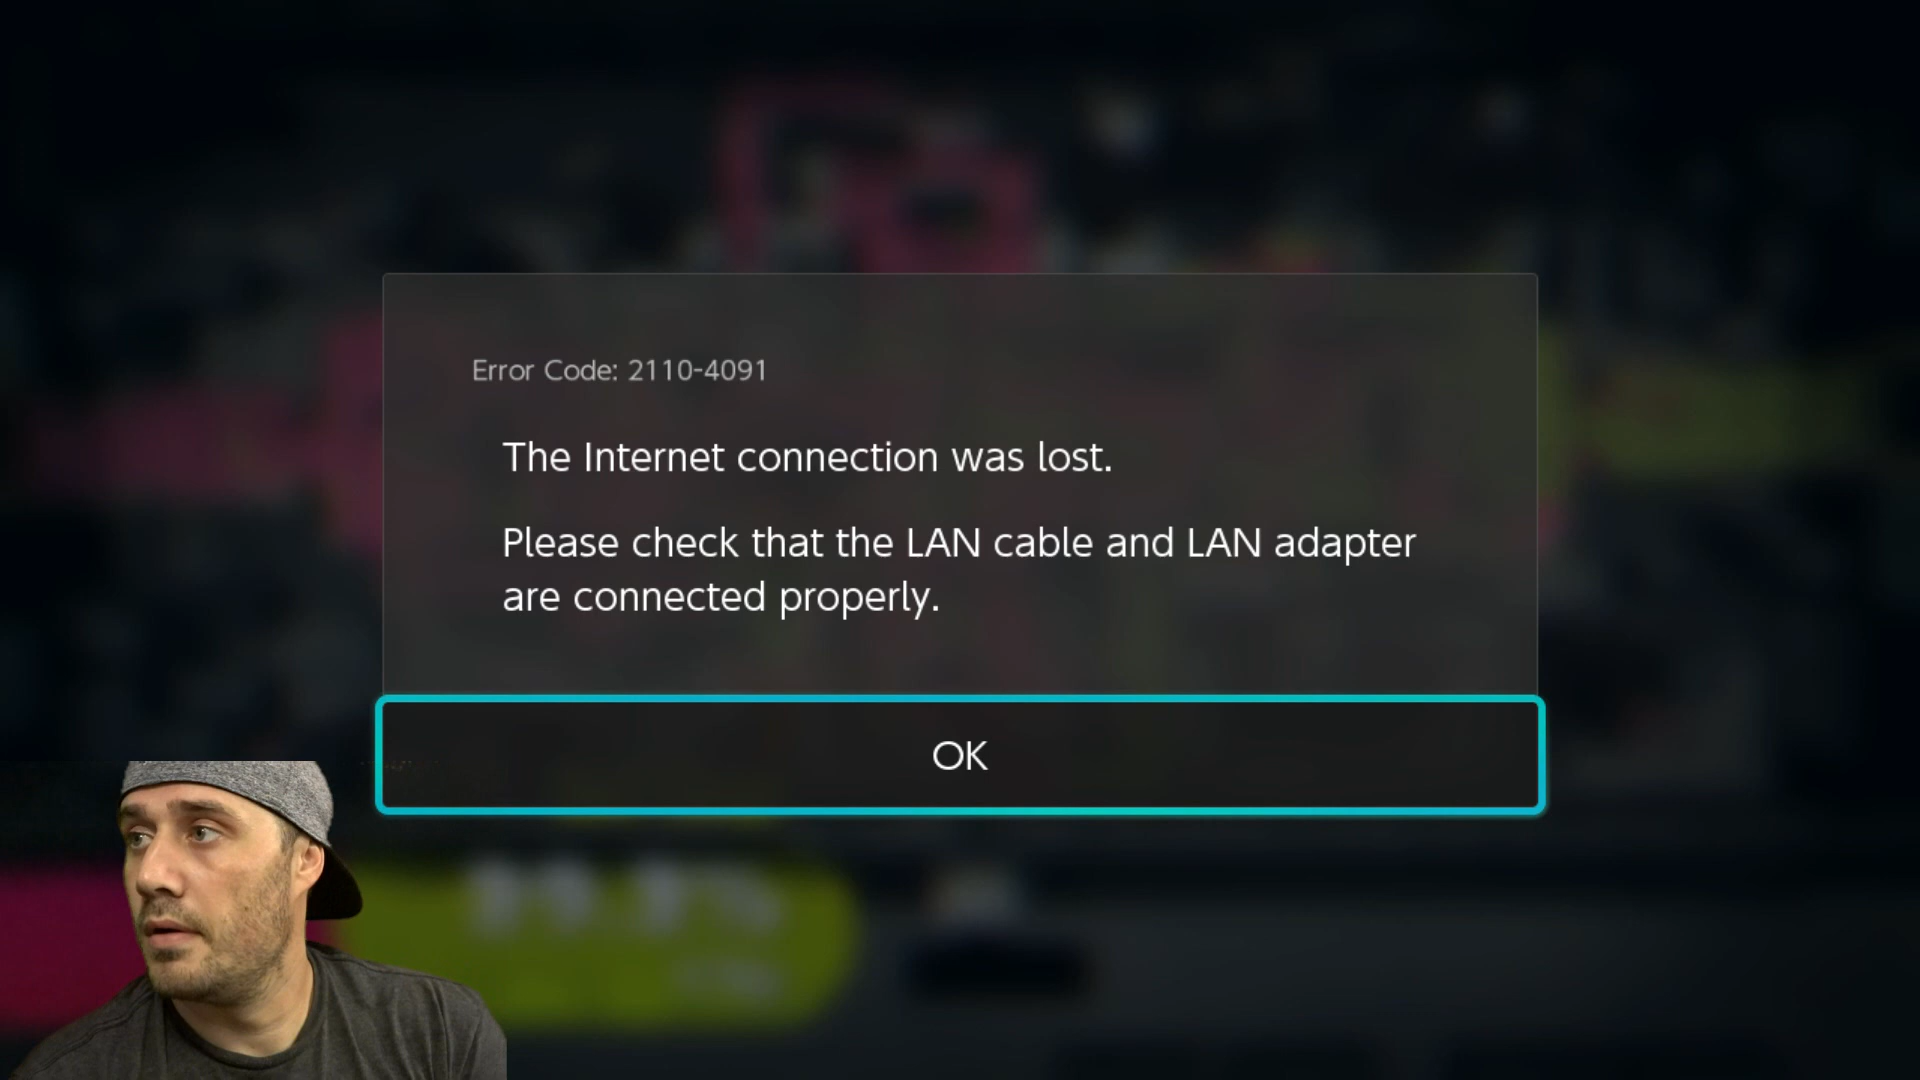 Error Code: 2110-4091
The Internet connection was lost.
Please check that the LAN cable and LAN adapter
are connected properly.
OK